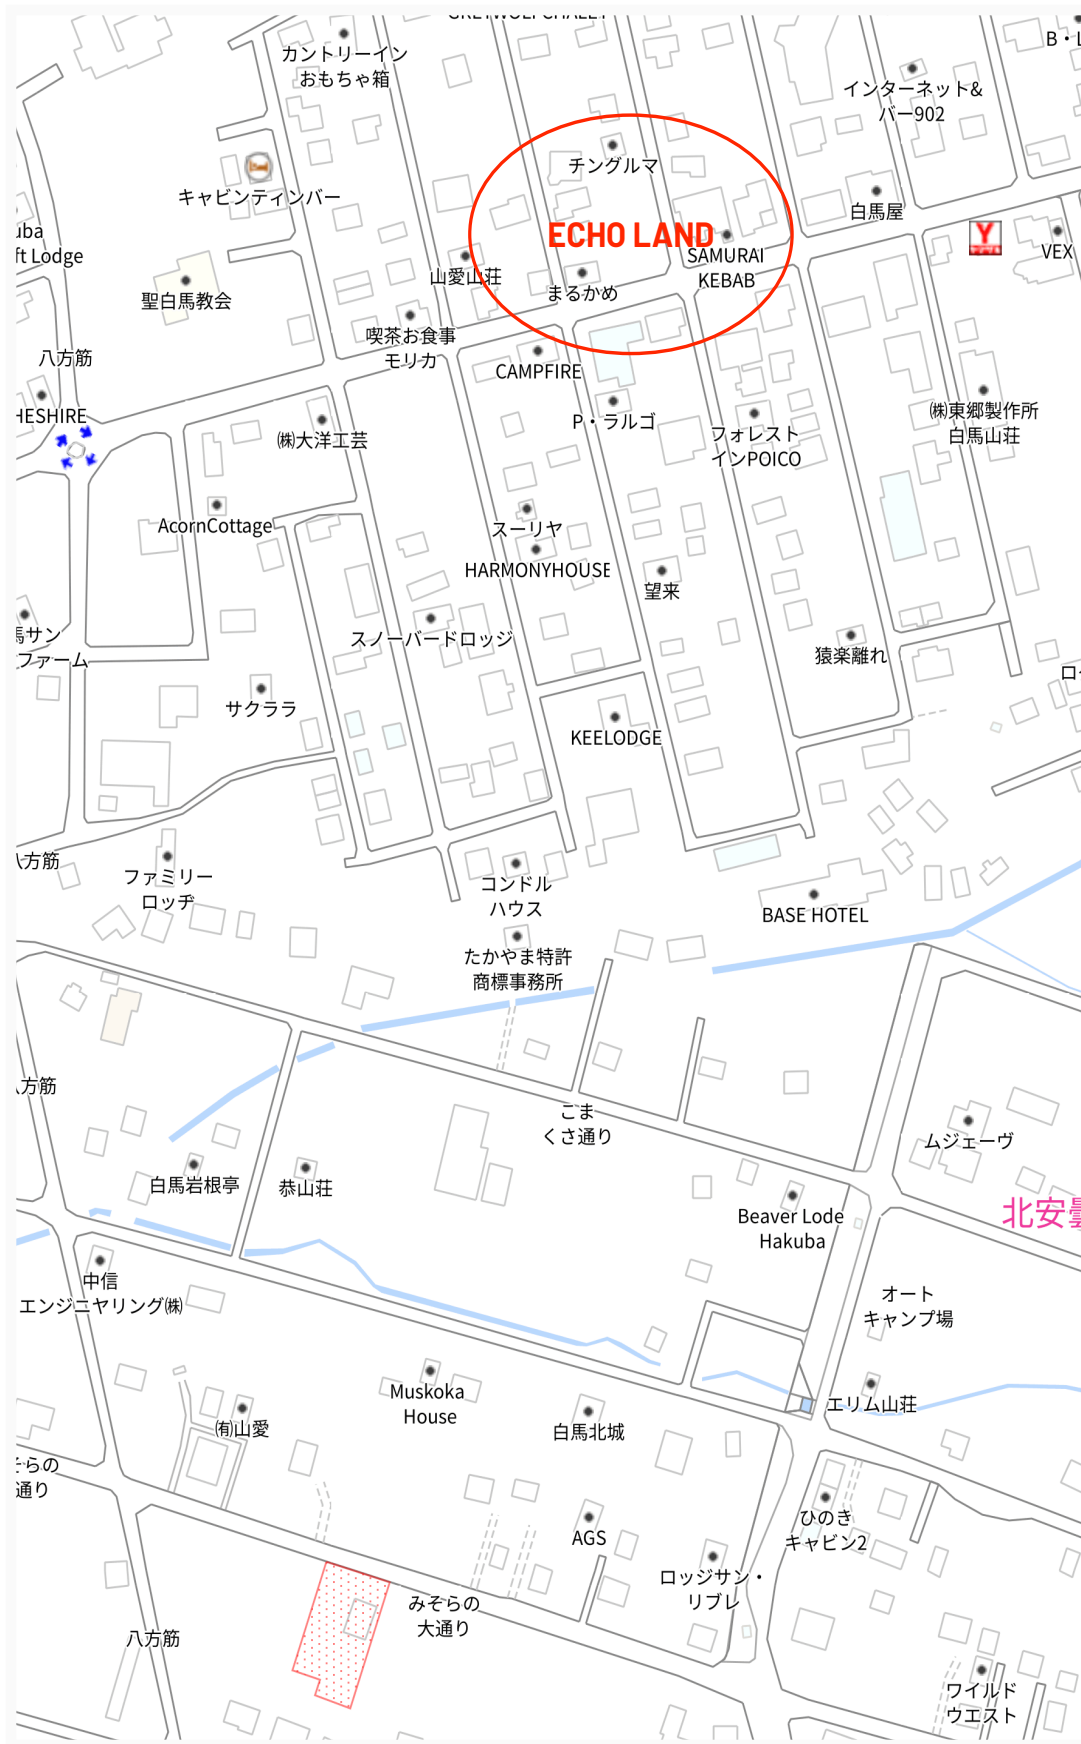 カントリーイン
おもちゃ箱
インターネット&
バー902
チングルマ
キャビンティンバー
白馬屋
ECHO LAND
Y
VEX
SAMURAI
KEBAB
ft Lodge
山愛山荘
まるかめ
聖白馬教会
喫茶お食事
モリカ
八方筋
CAMPFIRE
HESHIRE
P・ラルゴ
㈱大洋工芸
フォレスト
インPOICO
㈱東郷製作所
白馬山荘
AcornCottage
スーリヤ
HARMONYHOUSE
望来
スノーバードロッジ
馬サン
ファーム
猿楽離れ
サクララ
KEELODGE
八方筋
ファミリー
ロッヂ
コンドル
ハウス
BASE HOTEL
たかやま特許
商標事務所
八方筋
こま
くさ通り
ムジェーヴ
白馬岩根亭
恭山荘
Beaver Lode
Hakuba
北安曇
中信
エンジニヤリング㈱
オート
キャンプ場
Muskoka
House
エリム山荘
㈲山愛
白馬北城
そらの
通り
ひのき
キャビン2
AGS
ロッジサン・
リブレ
みぞらの
大通り
八方筋
ワイルド
ウエスト